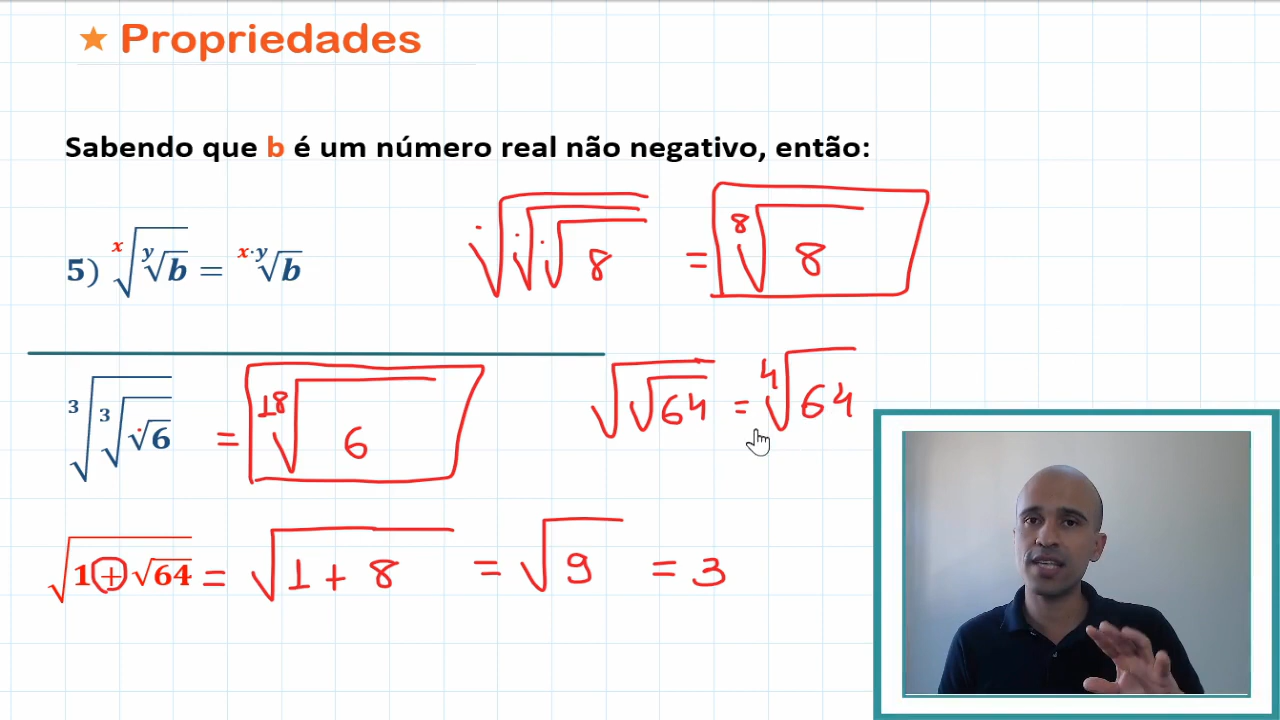 ★ Propriedades
Sabendo que b é um número real não negativo, então:
5) ˣ√(ʸ√b) = ˣ·ʸ√b
√(√(√8)) = ⁸√8
³√(³√(√6)) = ¹⁸√6
√(√64) = ⁴√64
√(1 + √64) = √(1 + 8) = √9 = 3